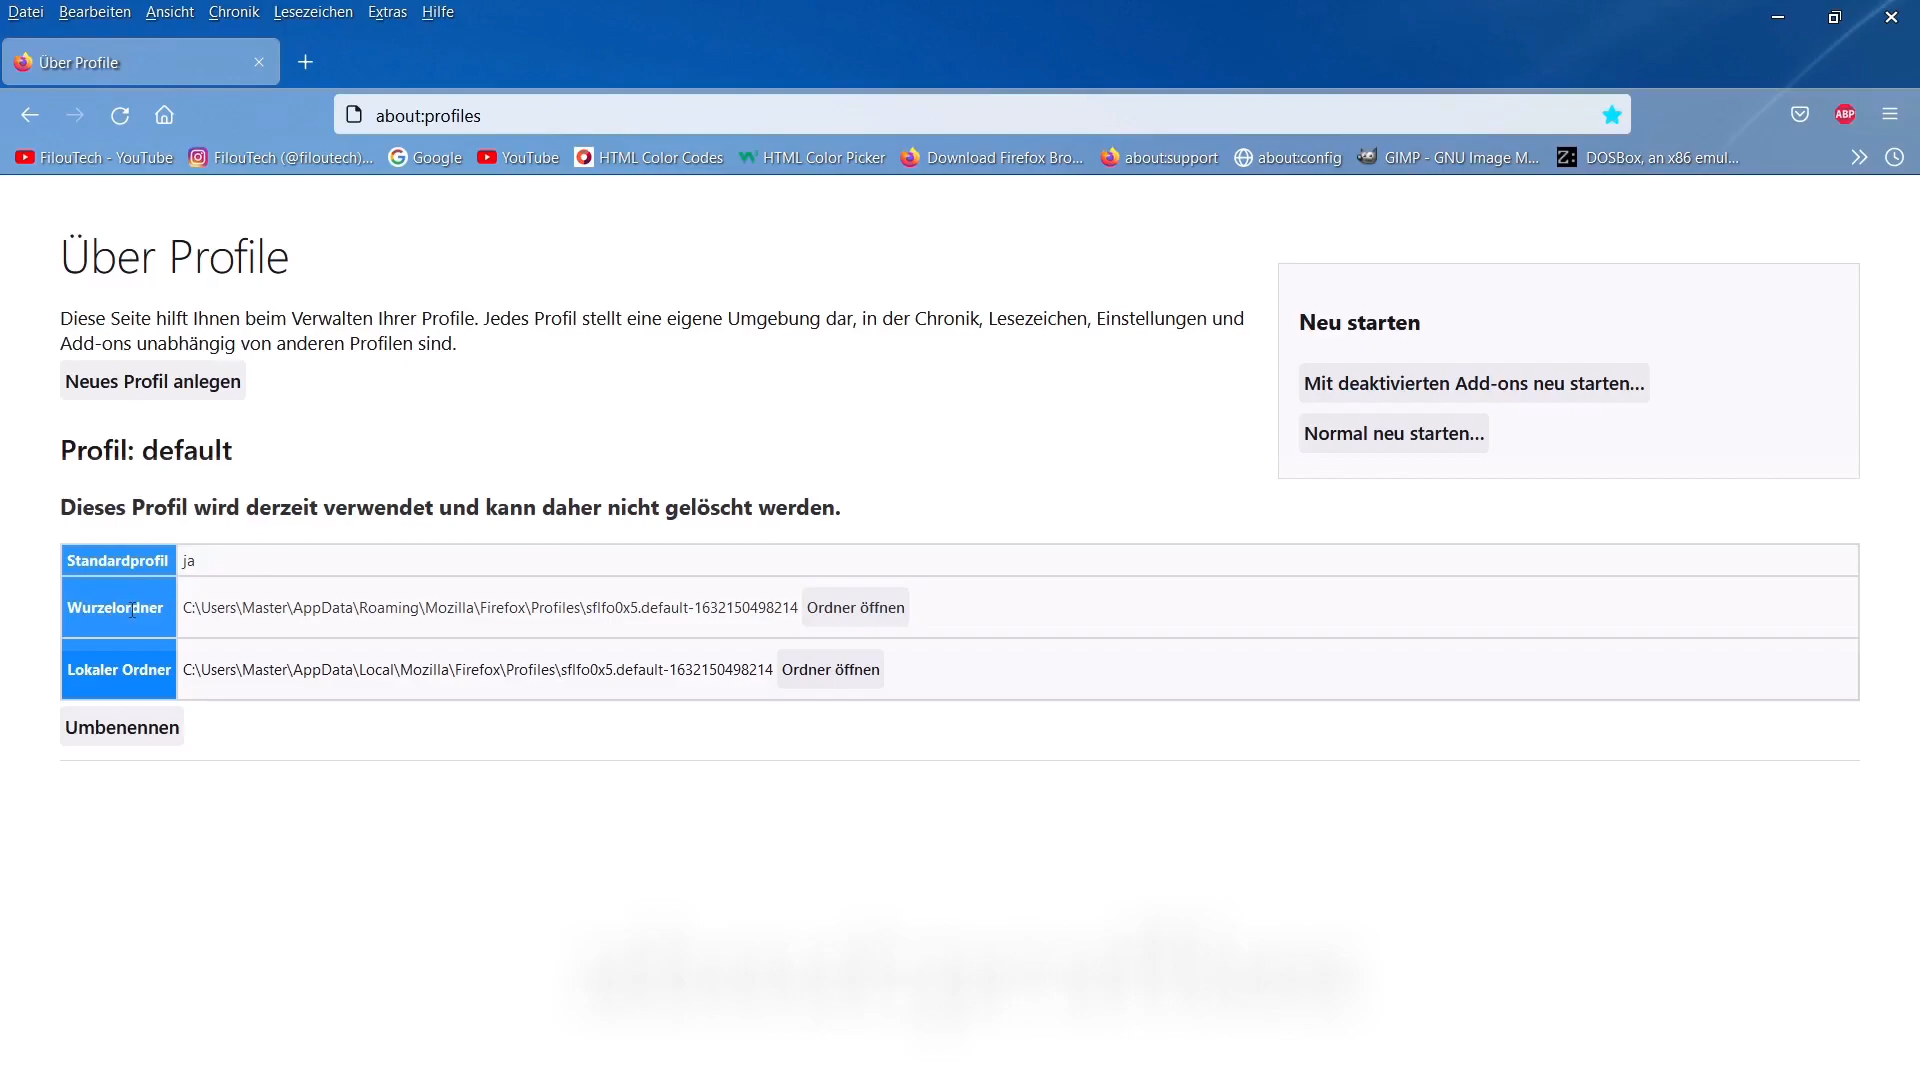 Datei Bearbeiten Ansicht Chronik Lesezeichen Extras Hilfe
Über Profile
about:profiles
ABP
FilouTech - YouTube FilouTech (@filoutech)... Google YouTube HTML Color Codes HTML Color Picker Download Firefox Bro... about:support about:config GIMP - GNU Image M... Z: DOSBox, an x86 emul...
Über Profile
Diese Seite hilft Ihnen beim Verwalten Ihrer Profile. Jedes Profil stellt eine eigene Umgebung dar, in der Chronik, Lesezeichen, Einstellungen und
Add-ons unabhängig von anderen Profilen sind.
Neues Profil anlegen
Neu starten
Mit deaktivierten Add-ons neu starten...
Normal neu starten...
Profil: default
Dieses Profil wird derzeit verwendet und kann daher nicht gelöscht werden.
Standardprofil ja
Wurzelordner C:\Users\Master\AppData\Roaming\Mozilla\Firefox\Profiles\sflfo0x5.default-1632150498214 Ordner öffnen
Lokaler Ordner C:\Users\Master\AppData\Local\Mozilla\Firefox\Profiles\sflfo0x5.default-1632150498214 Ordner öffnen
Umbenennen